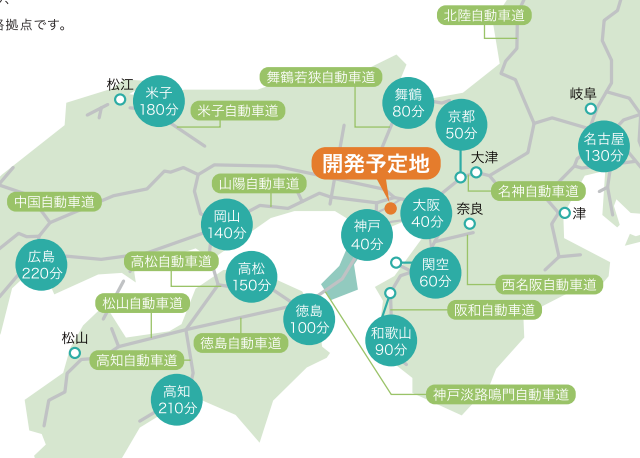 路拠点です。
北陸自動車道
舞鶴若狭自動車道
松江
米子
180分
米子自動車道
舞鶴
80分
京都
50分
岐阜
名古屋
130分
大津
開発予定地
山陽自動車道
名神自動車道
中国自動車道
大阪
40分
奈良
津
岡山
140分
神戸
40分
広島
220分
高松自動車道
高松
150分
関空
60分
西名阪自動車道
松山自動車道
徳島
100分
阪和自動車道
松山
徳島自動車道
和歌山
90分
高知自動車道
高知
210分
神戸淡路鳴門自動車道